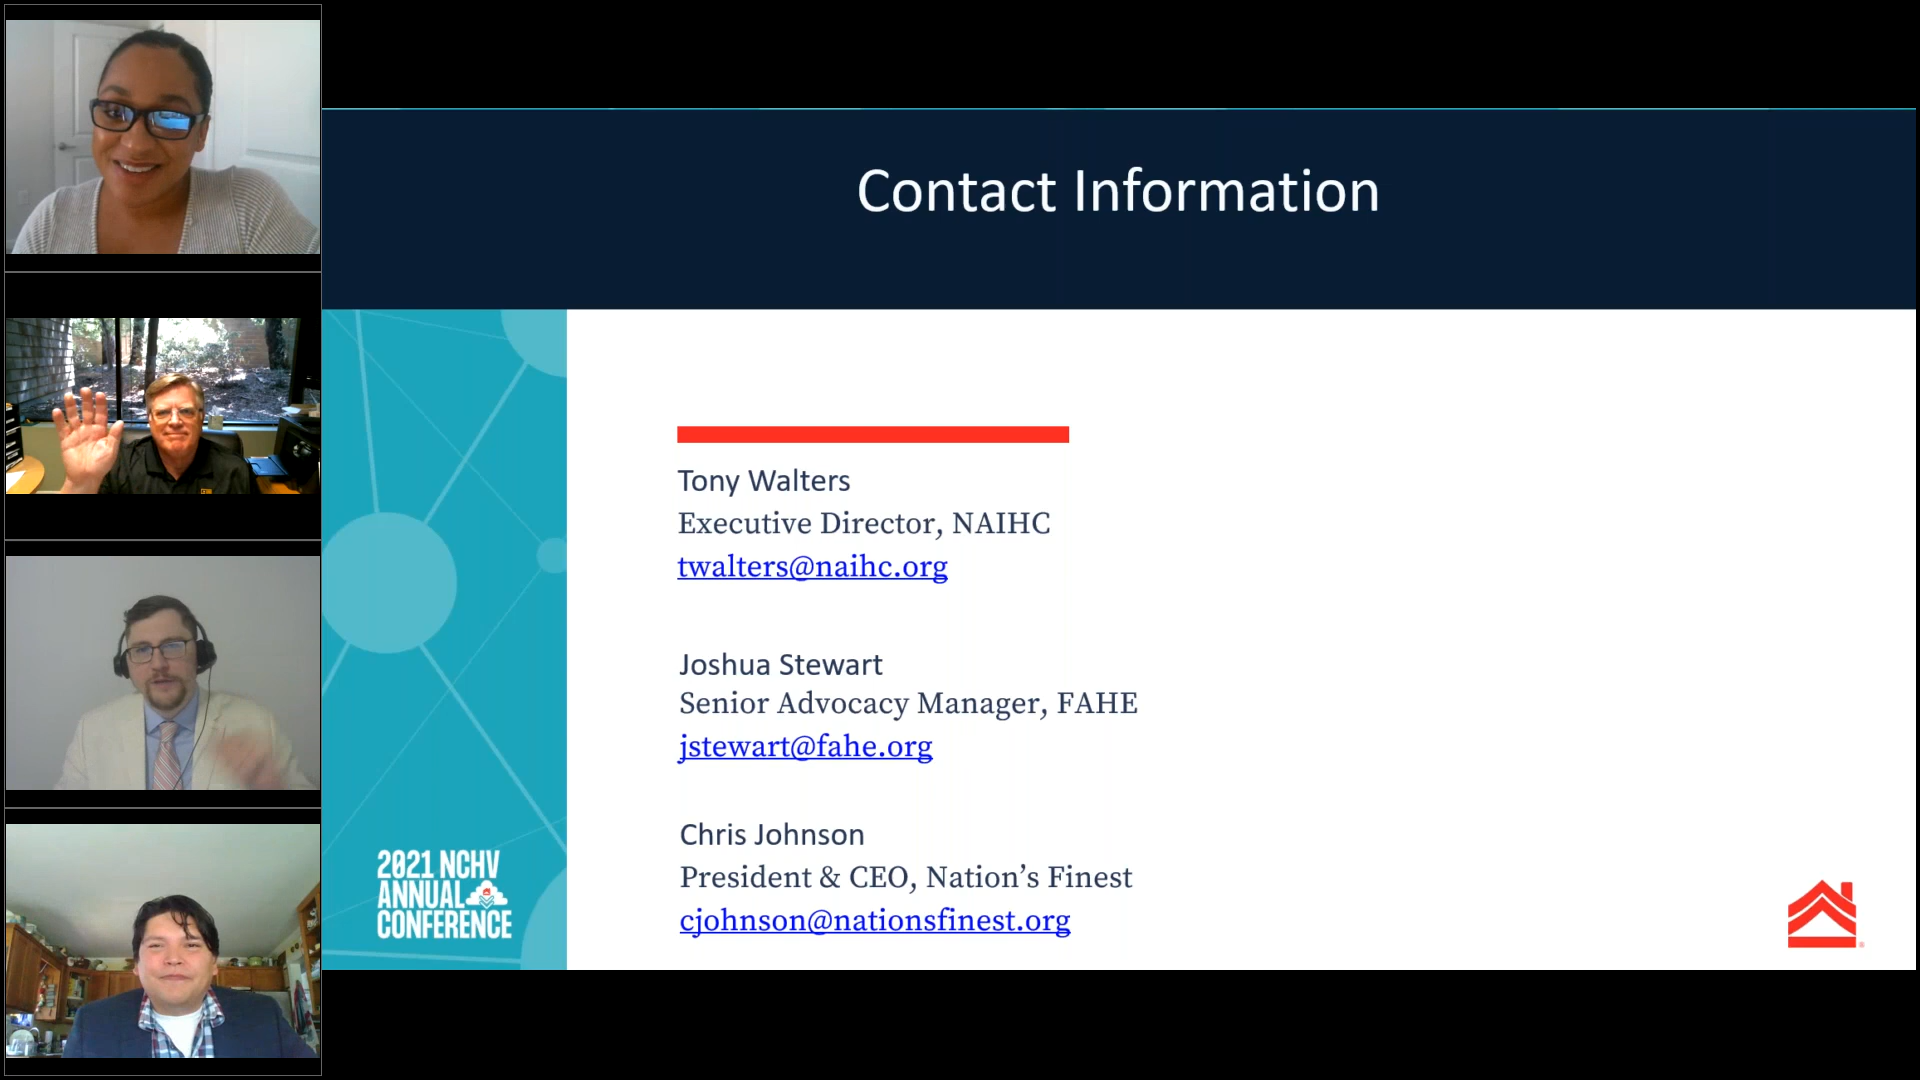 Contact Information
Tony Walters
Executive Director, NAIHC
twalters@naihc.org
Joshua Stewart
Senior Advocacy Manager, FAHE
jstewart@fahe.org
Chris Johnson
President & CEO, Nation’s Finest
cjohnson@nationsfinest.org
2021 NCHV
ANNUAL
CONFERENCE